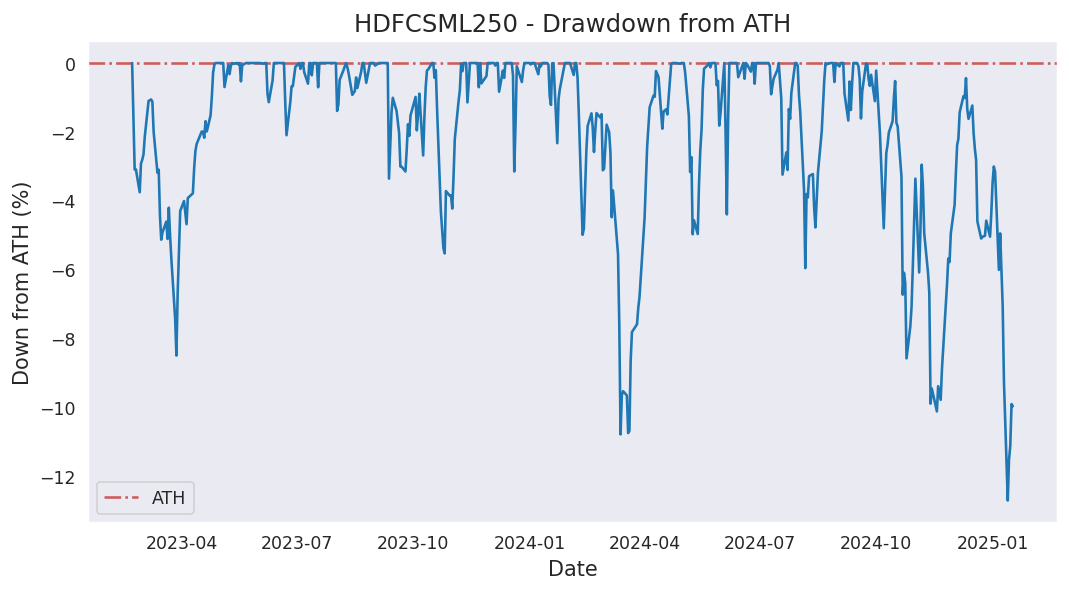 HDFCSML250 - Drawdown from ATH
Down from ATH (%)
0
−2
−4
−6
−8
−10
−12
ATH
2023-04 2023-07 2023-10 2024-01 2024-04 2024-07 2024-10 2025-01
Date